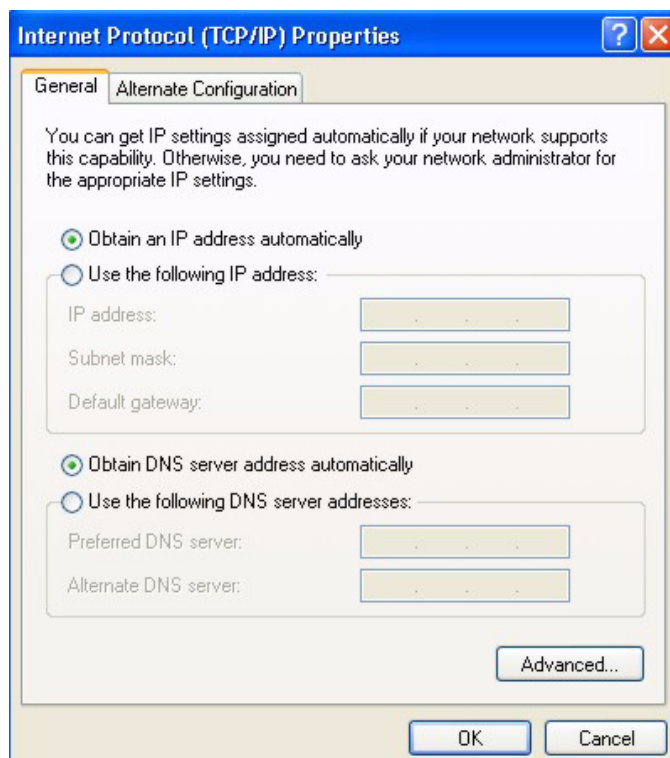 Internet Protocol (TCP/IP) Properties
General
Alternate Configuration
You can get IP settings assigned automatically if your network supports
this capability. Otherwise, you need to ask your network administrator for
the appropriate IP settings.
Obtain an IP address automatically
Use the following IP address:
IP address:
Subnet mask:
Default gateway:
Obtain DNS server address automatically
Use the following DNS server addresses:
Preferred DNS server:
Alternate DNS server:
Advanced...
OK
Cancel